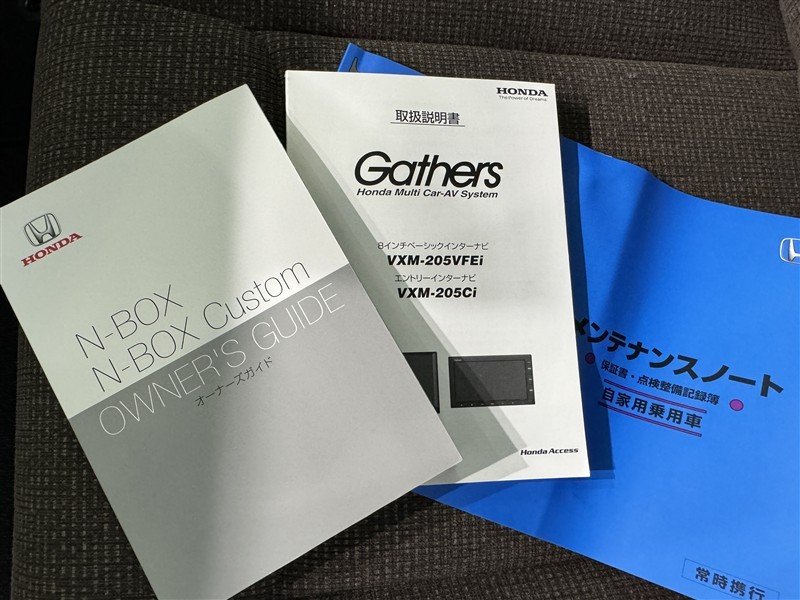 HONDA
N-BOX
N-BOX Custom
OWNER'S GUIDE
オーナーズガイド
HONDA
The Power of Dreams
取扱説明書
Gathers
Honda Multi Car-AV System
8インチベーシックインターナビ
VXM-205VFEi
エントリーインターナビ
VXM-205Ci
Honda Access
メンテナンスノート
保証書・点検整備記録簿
自家用乗用車
常時携行